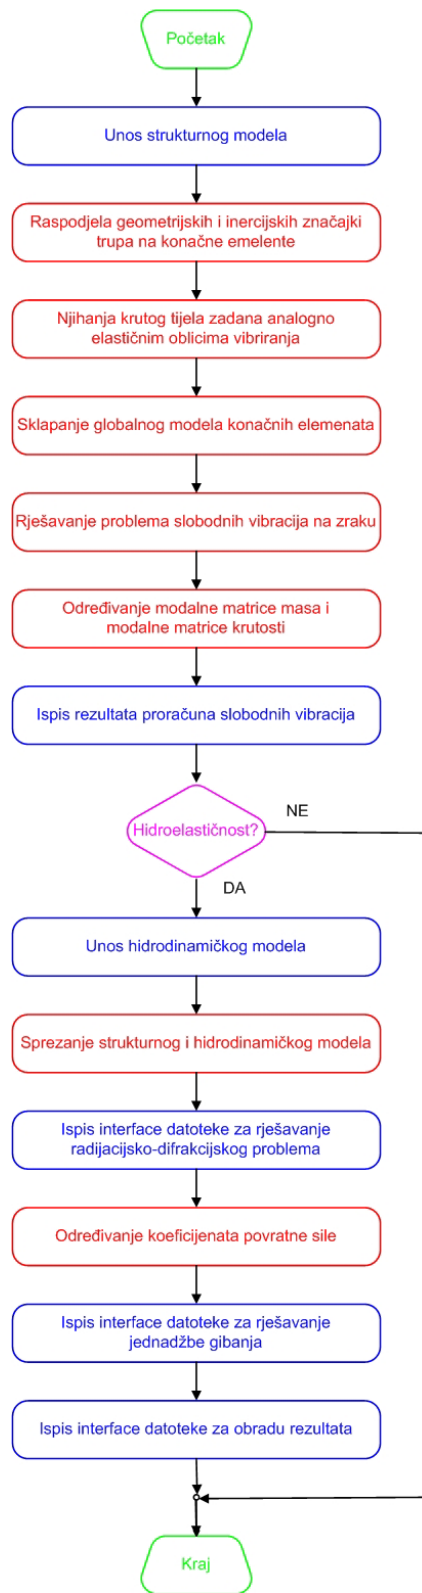 Početak
Unos strukturnog modela
Raspodjela geometrijskih i inercijskih značajki
trupa na konačne emelente
Njihanja krutog tijela zadana analogno
elastičnim oblicima vibriranja
Sklapanje globalnog modela konačnih elemenata
Rješavanje problema slobodnih vibracija na zraku
Određivanje modalne matrice masa i
modalne matrice krutosti
Ispis rezultata proračuna slobodnih vibracija
Hidroelastičnost?
NE
DA
Unos hidrodinamičkog modela
Sprezanje strukturnog i hidrodinamičkog modela
Ispis interface datoteke za rješavanje
radijacijsko-difrakcijskog problema
Određivanje koeficijenata povratne sile
Ispis interface datoteke za rješavanje
jednadžbe gibanja
Ispis interface datoteke za obradu rezultata
Kraj